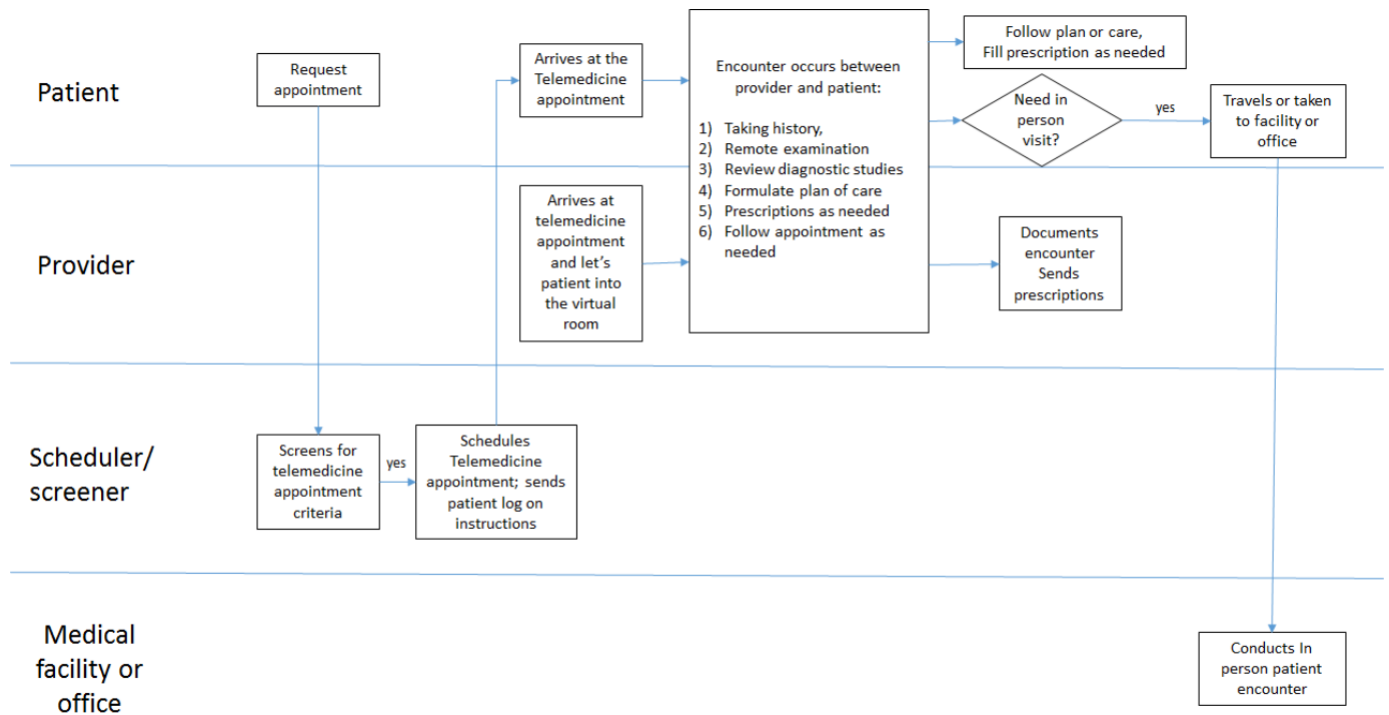 Patient
Request
appointment
Arrives at the
Telemedicine
appointment
Encounter occurs between
provider and patient:
1) Taking history,
2) Remote examination
3) Review diagnostic studies
4) Formulate plan of care
5) Prescriptions as needed
6) Follow appointment as
needed
Follow plan or care,
Fill prescription as needed
Need in
person
visit?
yes
Travels or taken
to facility or
office
Provider
Arrives at
telemedicine
appointment
and let's
patient into
the virtual
room
Documents
encounter
Sends
prescriptions
Scheduler/
screener
Screens for
telemedicine
appointment
criteria
yes
Schedules
Telemedicine
appointment; sends
patient log on
instructions
Medical
facility or
office
Conducts In
person patient
encounter